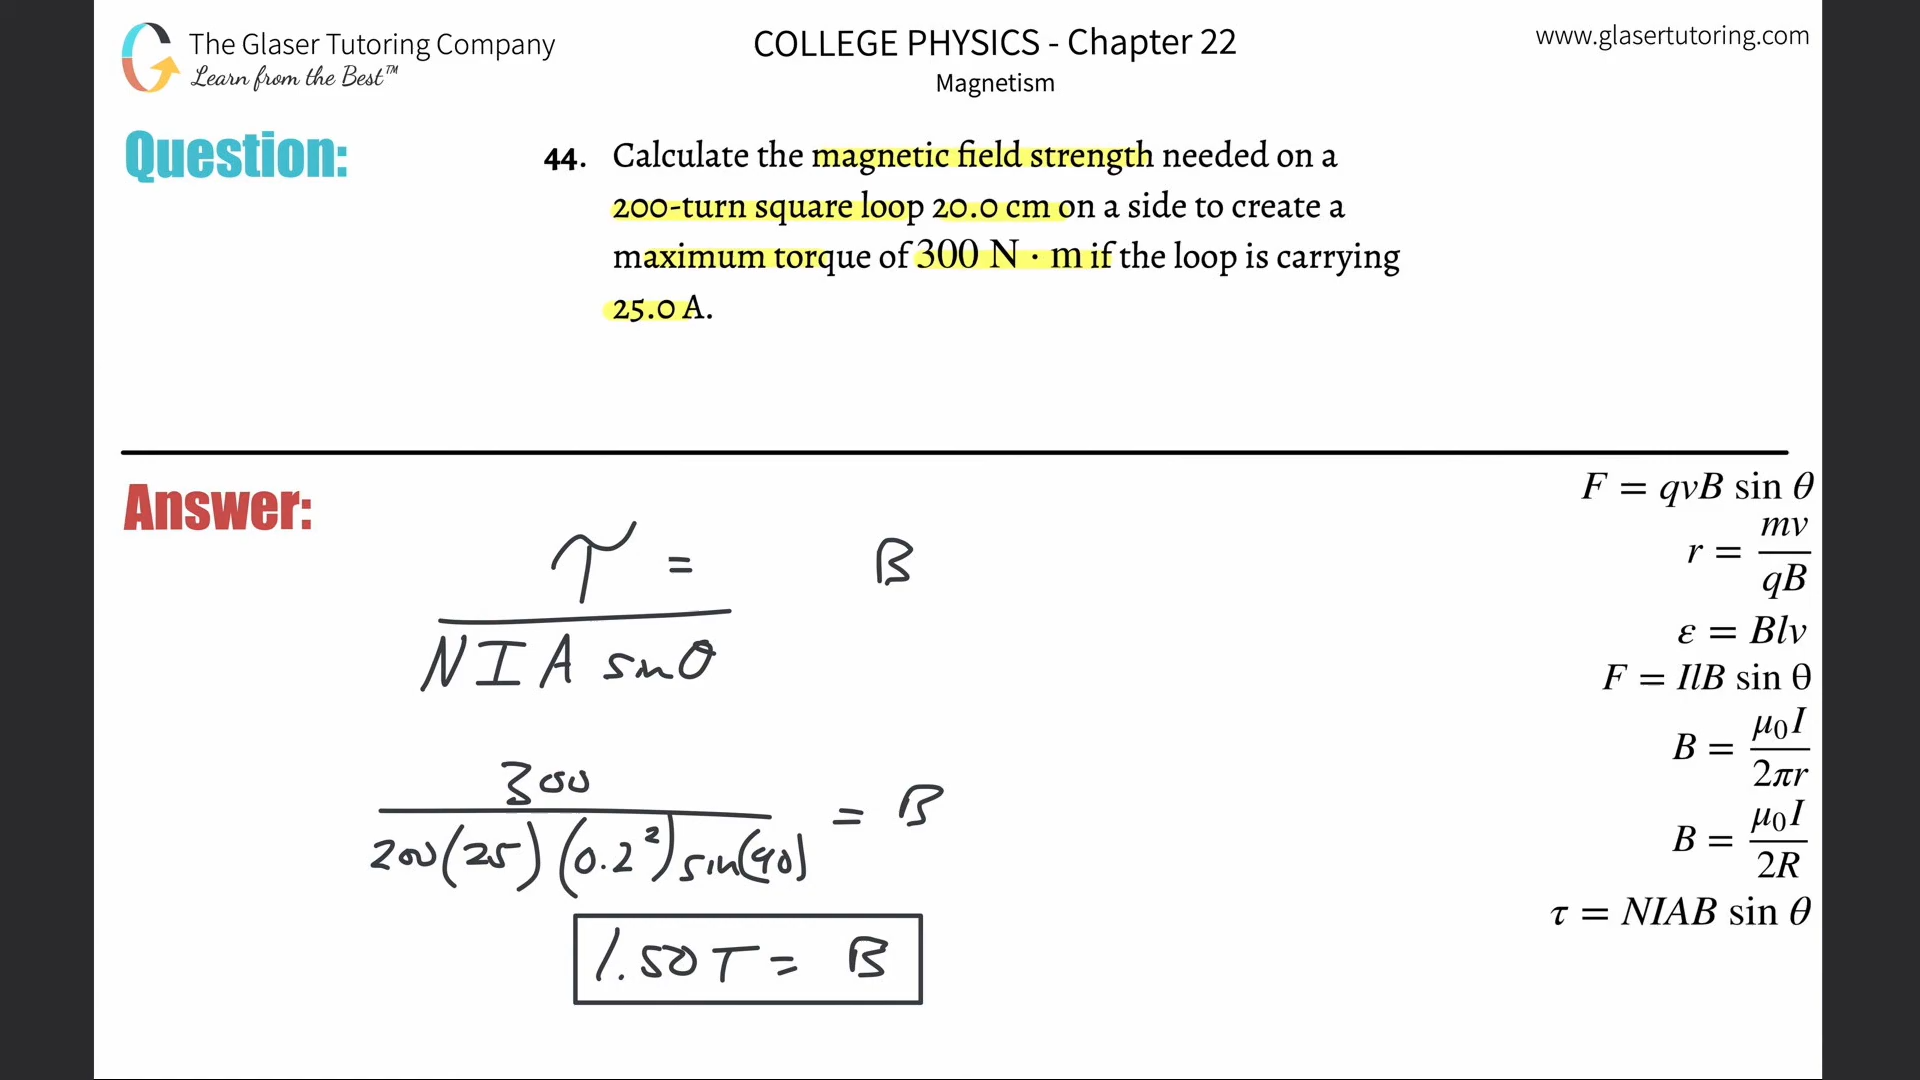 The Glaser Tutoring Company
Learn from the Best™
COLLEGE PHYSICS - Chapter 22
Magnetism
www.glasertutoring.com
Question:
44. Calculate the magnetic field strength needed on a
200-turn square loop 20.0 cm on a side to create a
maximum torque of 300 N · m if the loop is carrying
25.0 A.
Answer:
τ = B
NIA sinθ
300
200(25)(0.2²)sin(90) = B
1.50T = B
F = qvB sin θ
r = mv/qB
ε = Blv
F = IlB sin θ
B = μ₀I/2πr
B = μ₀I/2R
τ = NIAB sin θ